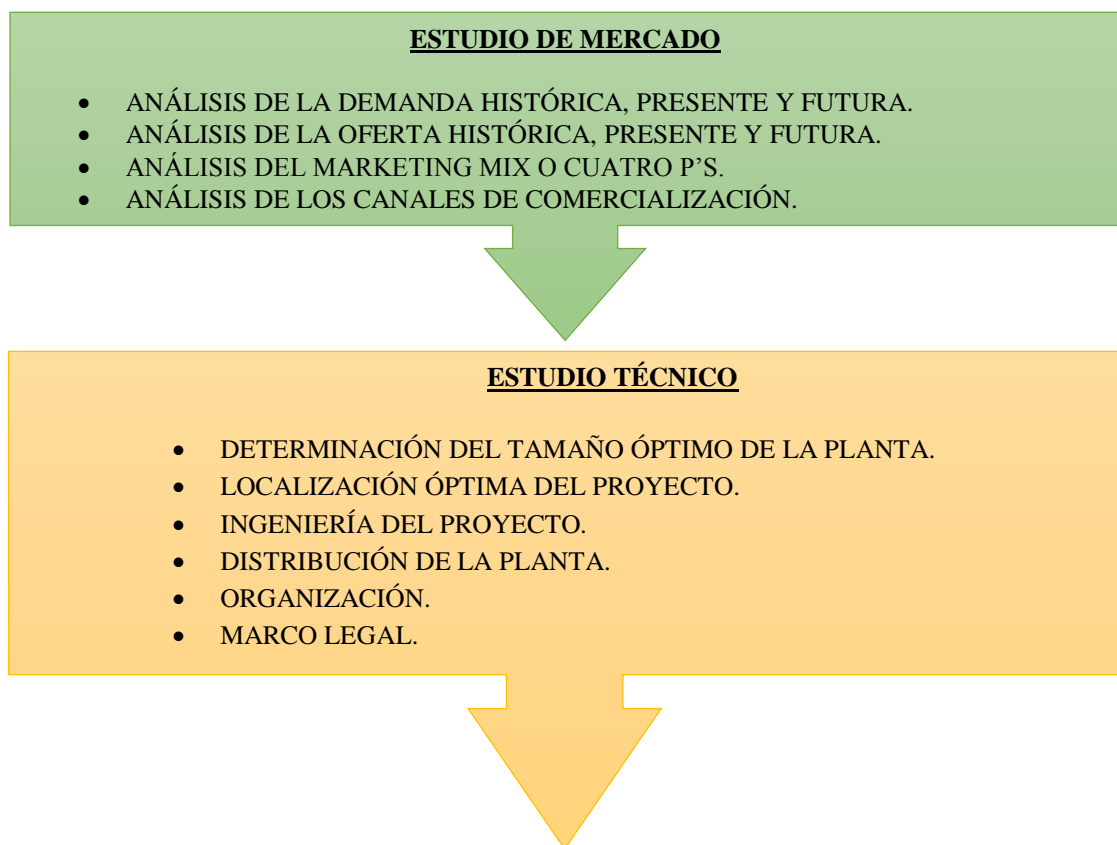 ESTUDIO DE MERCADO
• ANÁLISIS DE LA DEMANDA HISTÓRICA, PRESENTE Y FUTURA.
• ANÁLISIS DE LA OFERTA HISTÓRICA, PRESENTE Y FUTURA.
• ANÁLISIS DEL MARKETING MIX O CUATRO P’S.
• ANÁLISIS DE LOS CANALES DE COMERCIALIZACIÓN.
ESTUDIO TÉCNICO
• DETERMINACIÓN DEL TAMAÑO ÓPTIMO DE LA PLANTA.
• LOCALIZACIÓN ÓPTIMA DEL PROYECTO.
• INGENIERÍA DEL PROYECTO.
• DISTRIBUCIÓN DE LA PLANTA.
• ORGANIZACIÓN.
• MARCO LEGAL.